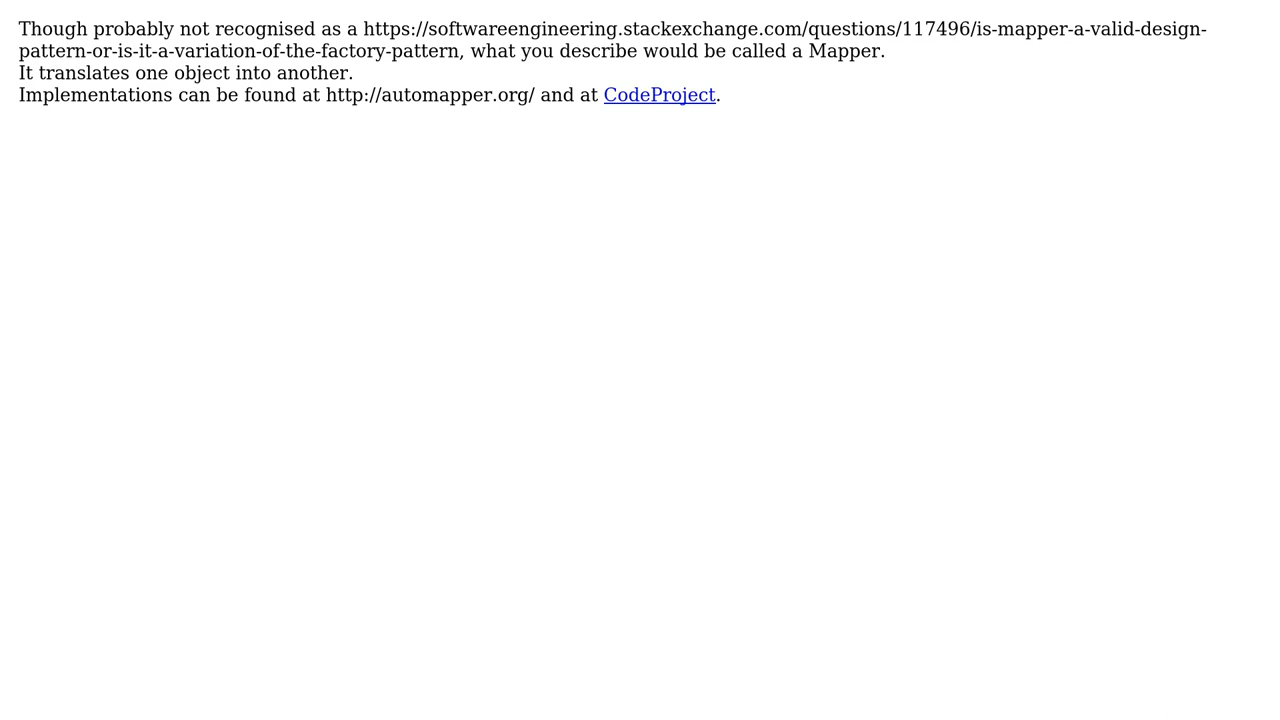 Though probably not recognised as a https://softwareengineering.stackexchange.com/questions/117496/is-mapper-a-valid-design-
pattern-or-is-it-a-variation-of-the-factory-pattern, what you describe would be called a Mapper.
It translates one object into another.
Implementations can be found at http://automapper.org/ and at CodeProject.